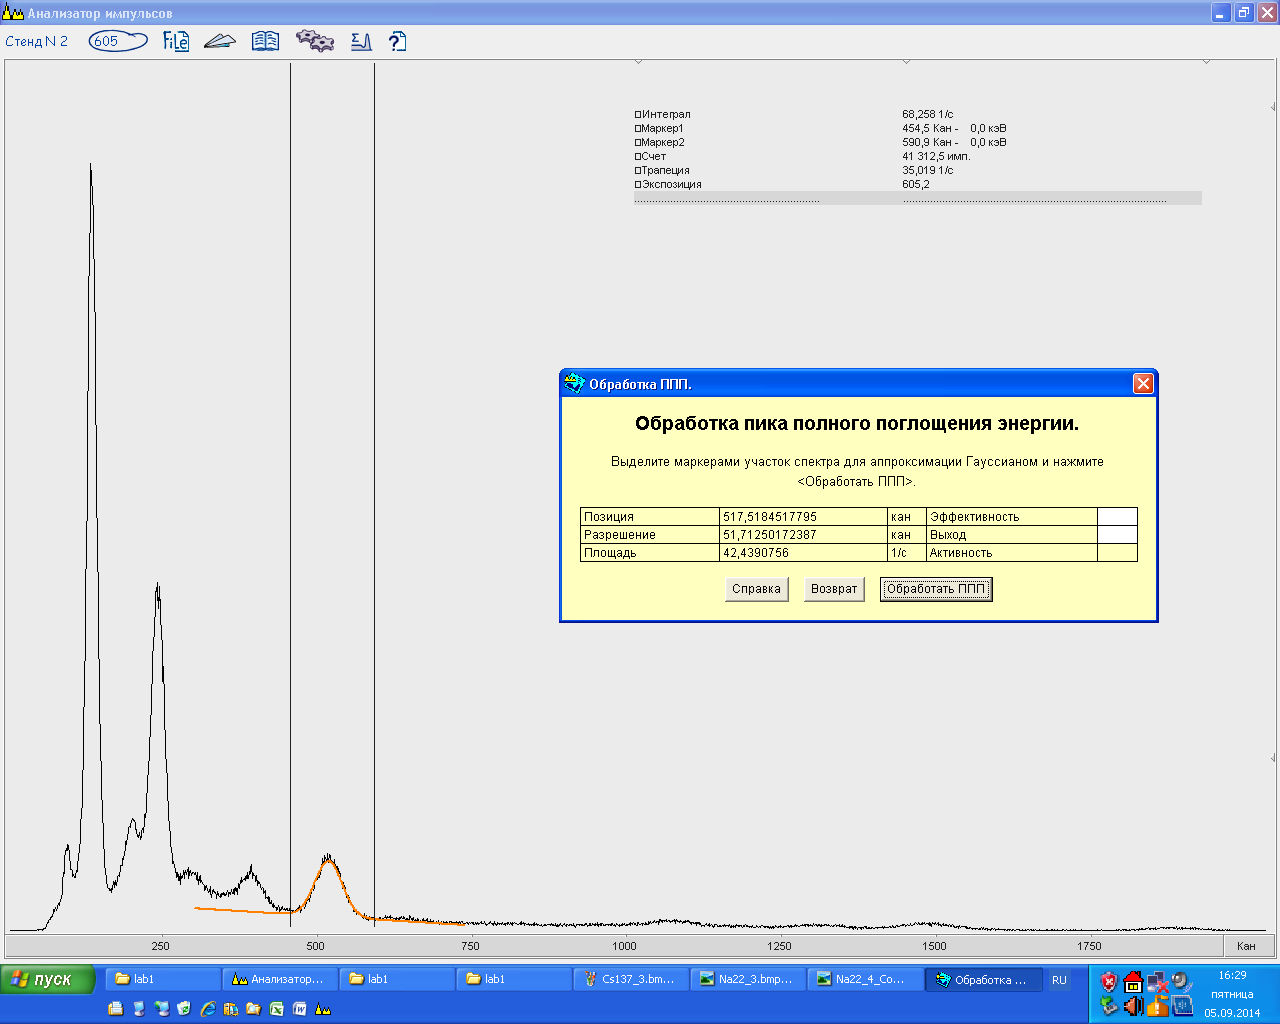 Анализатор импульсов
Стенд N 2 605 File
Интеграл 68,258 1/с
Маркер1 454,5 Кан - 0,0 кэВ
Маркер2 590,9 Кан - 0,0 кэВ
Счет 41 312,5 имп.
Трапеция 35,019 1/с
Экспозиция 605,2
Обработка ППП.
Обработка пика полного поглощения энергии.
Выделите маркерами участок спектра для аппроксимации Гауссианом и нажмите
<Обработать ППП>.
Позиция 517,5184517795 кан Эффективность
Разрешение 51,71250172387 кан Выход
Площадь 42,4390756 1/с Активность
Справка Возврат Обработать ППП
250 500 750 1000 1250 1500 1750 Кан
пуск lab1 Анализатор... lab1 lab1 Cs137_3.bm... Na22_3.bmp... Na22_4_Co... Обработка ... RU
16:29
пятница
05.09.2014